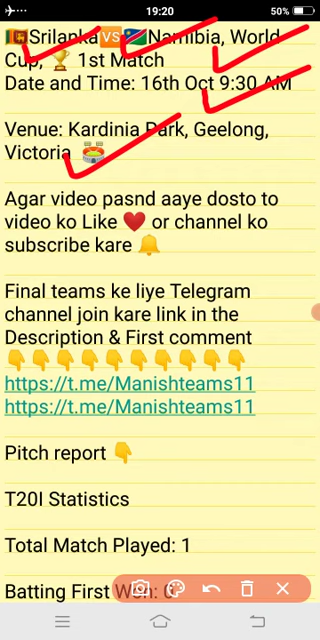 19:20
50%
🇱🇰Srilanka🆚🇳🇦Namibia, World
Cup, 🏆 1st Match
Date and Time: 16th Oct 9:30 AM
Venue: Kardinia Park, Geelong,
Victoria 🏟️
Agar video pasnd aaye dosto to
video ko Like ❤️ or channel ko
subscribe kare 🔔
Final teams ke liye Telegram
channel join kare link in the
Description & First comment
👇👇👇👇👇👇👇👇👇👇
https://t.me/Manishteams11
https://t.me/Manishteams11
Pitch report 👇
T20I Statistics
Total Match Played: 1
Batting First Won: 0